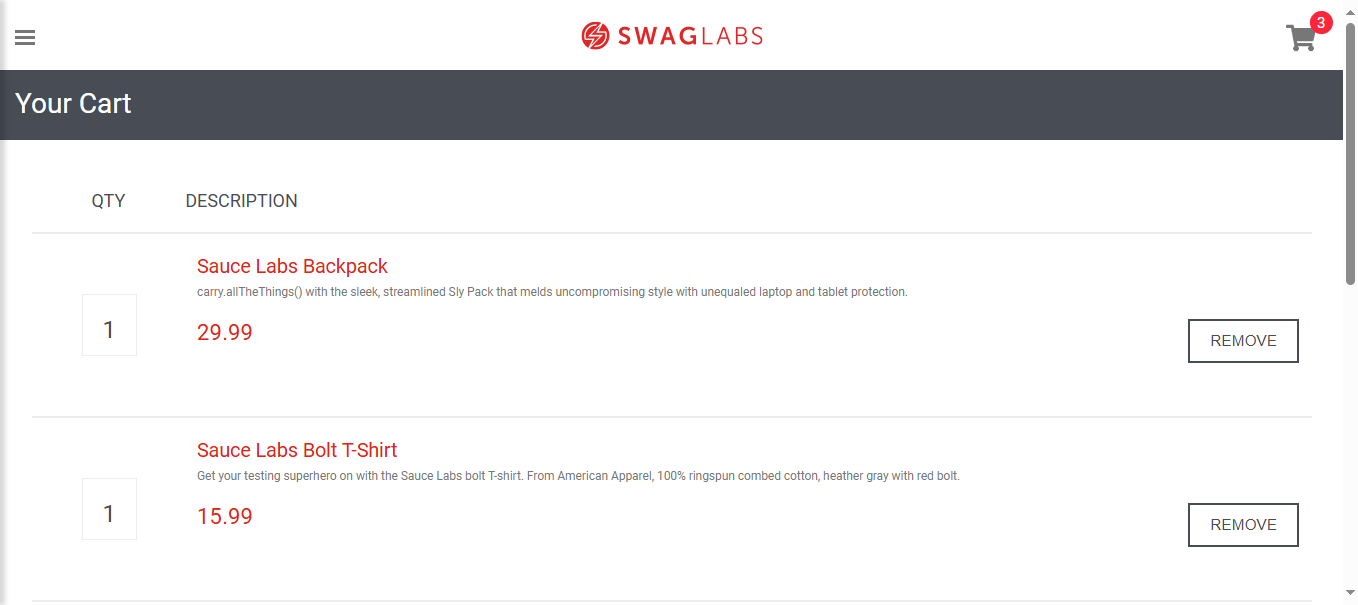 SWAGLABS
3
Your Cart
QTY DESCRIPTION
Sauce Labs Backpack
carry.allTheThings() with the sleek, streamlined Sly Pack that melds uncompromising style with unequaled laptop and tablet protection.
1
29.99
REMOVE
Sauce Labs Bolt T-Shirt
Get your testing superhero on with the Sauce Labs bolt T-shirt. From American Apparel, 100% ringspun combed cotton, heather gray with red bolt.
1
15.99
REMOVE